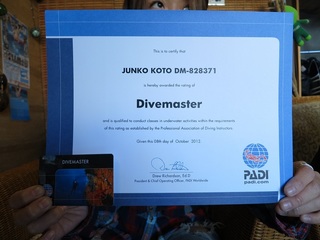 This is to certify that
JUNKO KOTO DM-828371
is hereby awarded the rating of
Divemaster
and is qualified to conduct classes in underwater activities within the requirements
of this rating as established by the Professional Association of Diving Instructors.
Given this 28th day of October 2012
Drew Richardson, Ed.D
President & Chief Operating Officer, PADI Worldwide
PADI
padi.com
DIVEMASTER